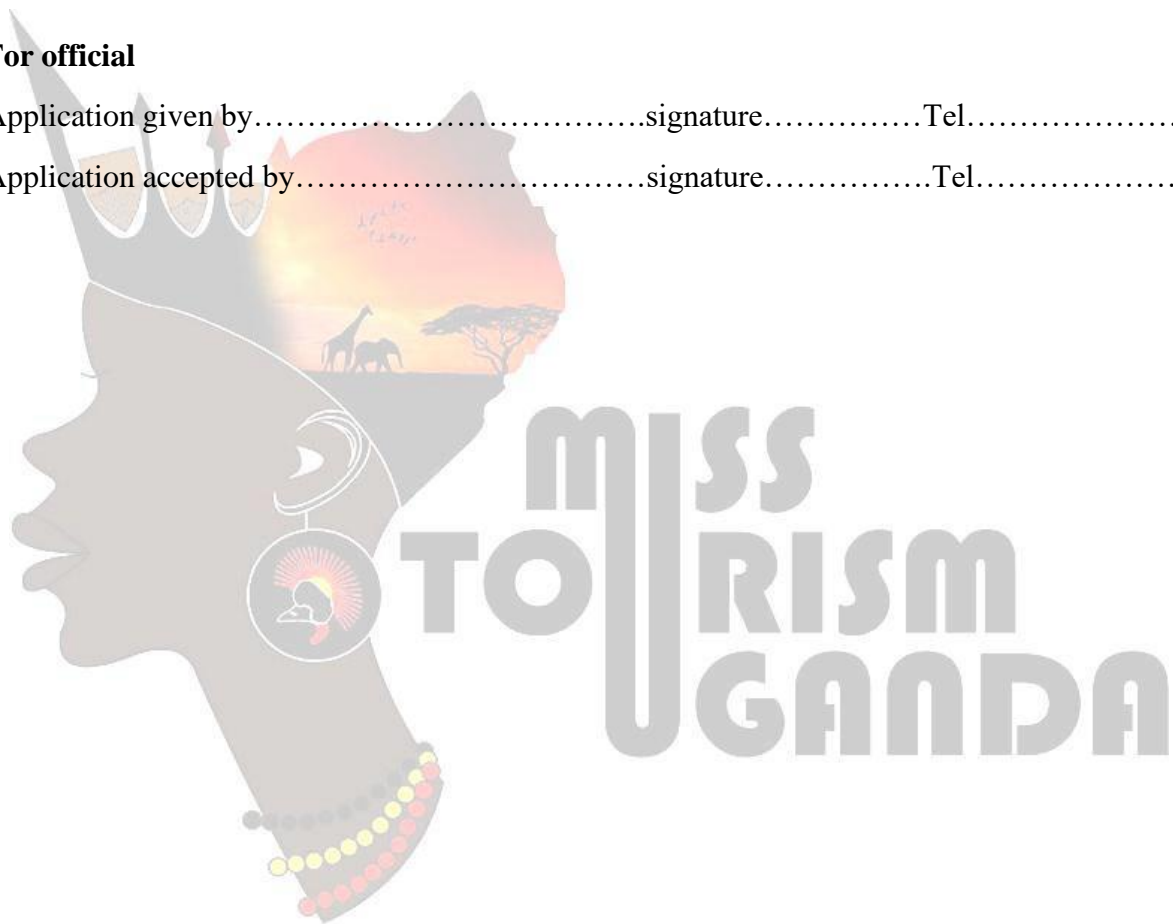 For official
Application given by……………………………….signature……………Tel…………………
Application accepted by……………………………signature…………….Tel…………………
MISS
TOURISM
UGANDA